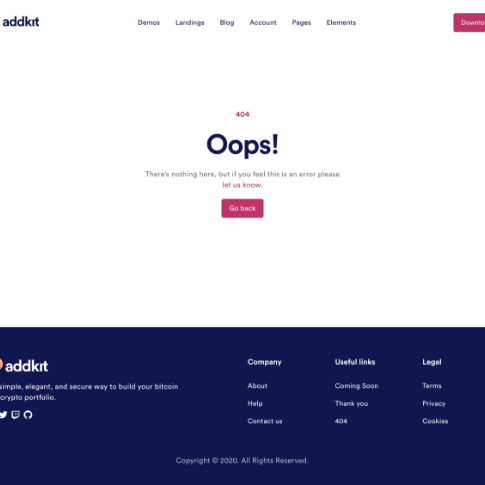 addkit
Demos Landings Blog Account Pages Elements
404
Oops!
There's nothing here, but if you feel this is an error please
let us know.
Go back
addkit
simple, elegant, and secure way to build your bitcoin
crypto portfolio.
Company
About
Help
Contact us
Useful links
Coming Soon
Thank you
404
Legal
Terms
Privacy
Cookies
Copyright © 2020. All Rights Reserved.